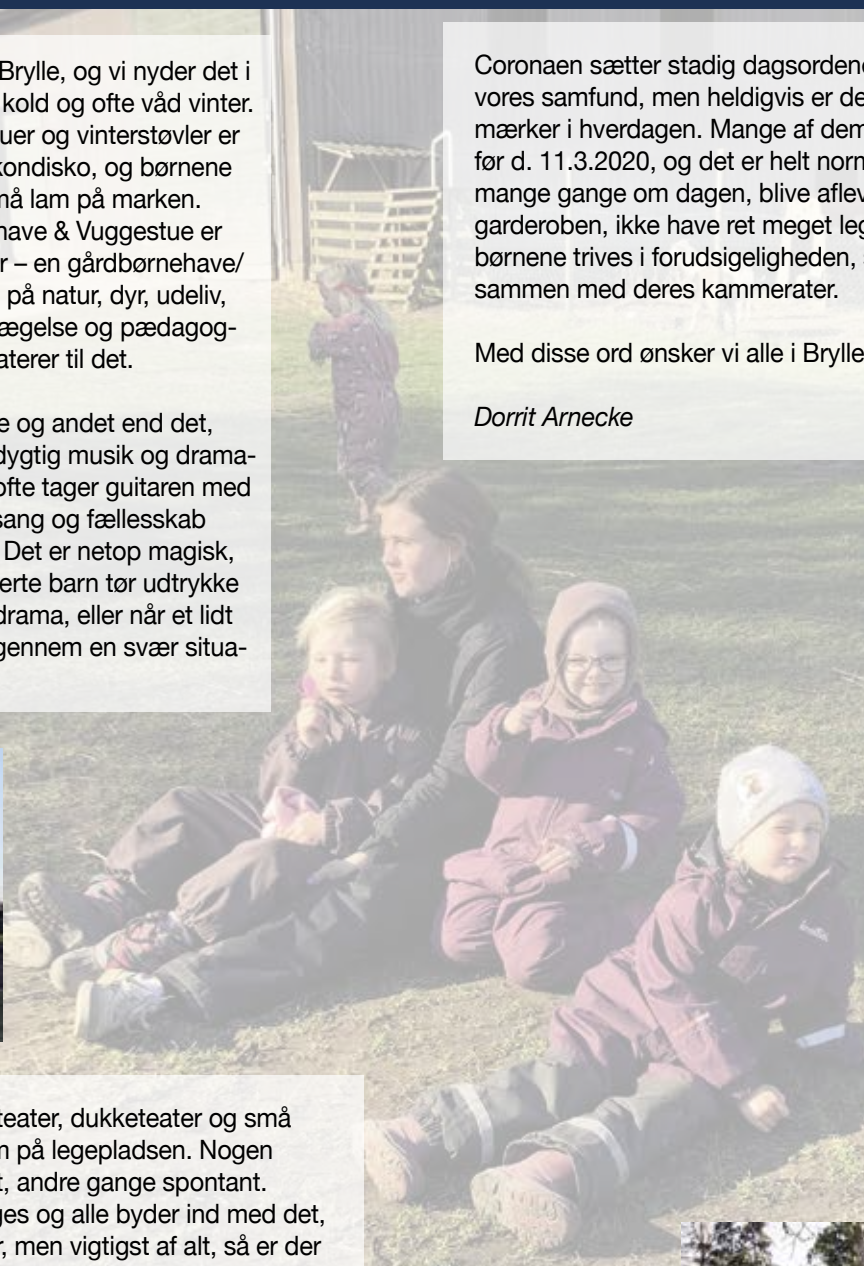 Brylle, og vi nyder det i
kold og ofte våd vinter.
uer og vinterstøvler er
kondisko, og børnene
må lam på marken.
have & Vuggestue er
r – en gårdbørnehave/
på natur, dyr, udeliv,
ægelse og pædagog-
aterer til det.
e og andet end det,
dygtig musik og drama-
ofte tager guitaren med
sang og fællesskab
Det er netop magisk,
erte barn tør udtrykke
drama, eller når et lidt
gennem en svær situa-
Coronaen sætter stadig dagsordene
vores samfund, men heldigvis er de
mærker i hverdagen. Mange af dem
før d. 11.3.2020, og det er helt norm
mange gange om dagen, blive aflev
garderoben, ikke have ret meget leg
børnene trives i forudsigeligheden,
sammen med deres kammerater.
Med disse ord ønsker vi alle i Brylle
Dorrit Arnecke
teater, dukketeater og små
n på legepladsen. Nogen
t, andre gange spontant.
ges og alle byder ind med det,
r, men vigtigst af alt, så er der